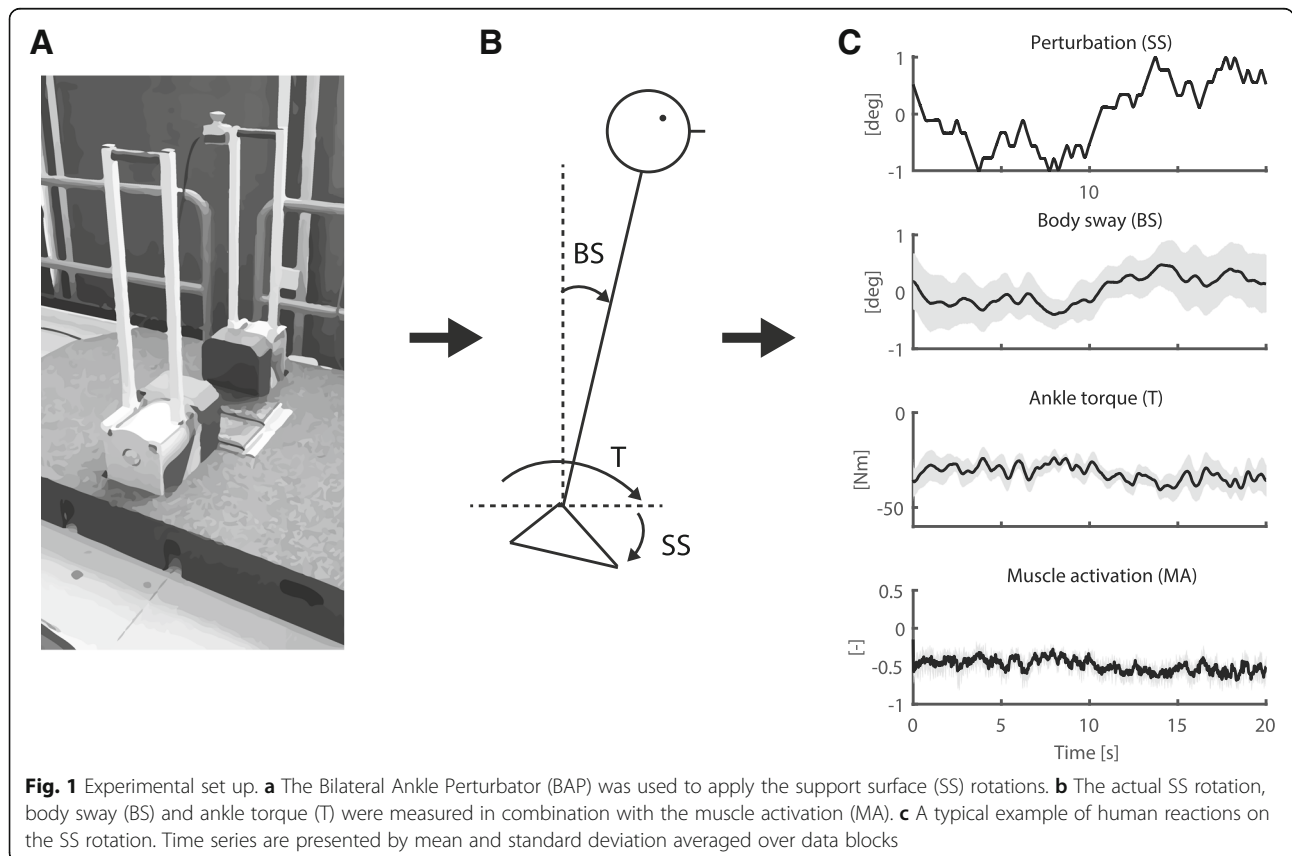 A
B
C
BS
T
SS
Perturbation (SS)
[deg]
1
0
-1
10
Body sway (BS)
[deg]
1
0
-1
Ankle torque (T)
[Nm]
0
-50
Muscle activation (MA)
[-]
0.5
0
-0.5
-1
0 5 10 15 20
Time [s]
Fig. 1 Experimental set up. a The Bilateral Ankle Perturbator (BAP) was used to apply the support surface (SS) rotations. b The actual SS rotation,
body sway (BS) and ankle torque (T) were measured in combination with the muscle activation (MA). c A typical example of human reactions on
the SS rotation. Time series are presented by mean and standard deviation averaged over data blocks